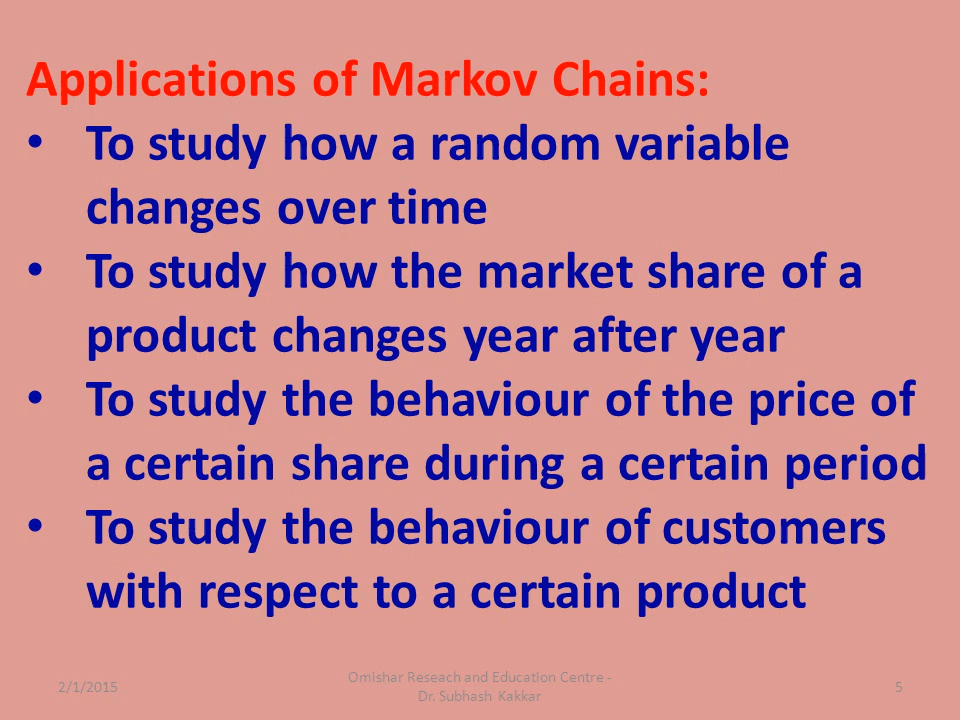 Applications of Markov Chains:
• To study how a random variable
changes over time
• To study how the market share of a
product changes year after year
• To study the behaviour of the price of
a certain share during a certain period
• To study the behaviour of customers
with respect to a certain product
2/1/2015
Omishar Reseach and Education Centre -
Dr. Subhash Kakkar
5